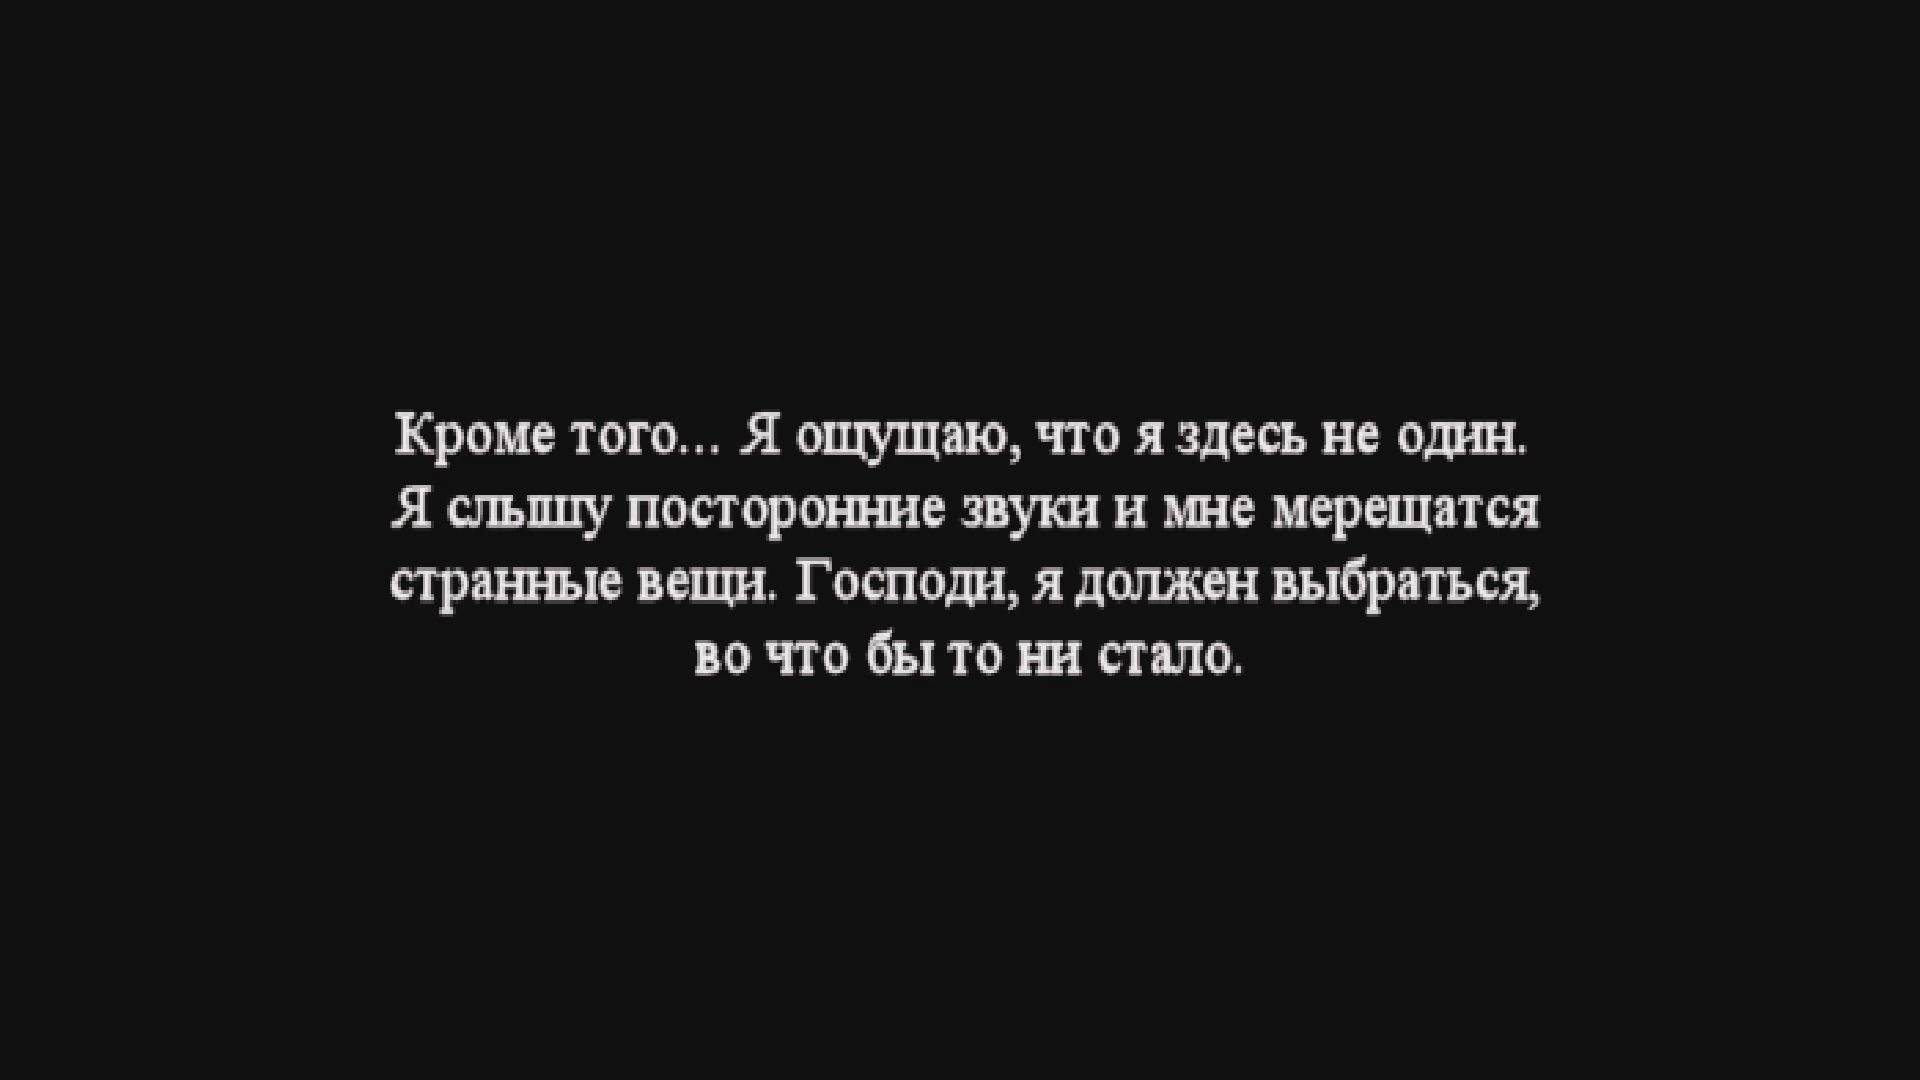 Кроме того... Я ощущаю, что я здесь не один.
Я слышу посторонние звуки и мне мерещатся
странные вещи. Господи, я должен выбраться,
во что бы то ни стало.